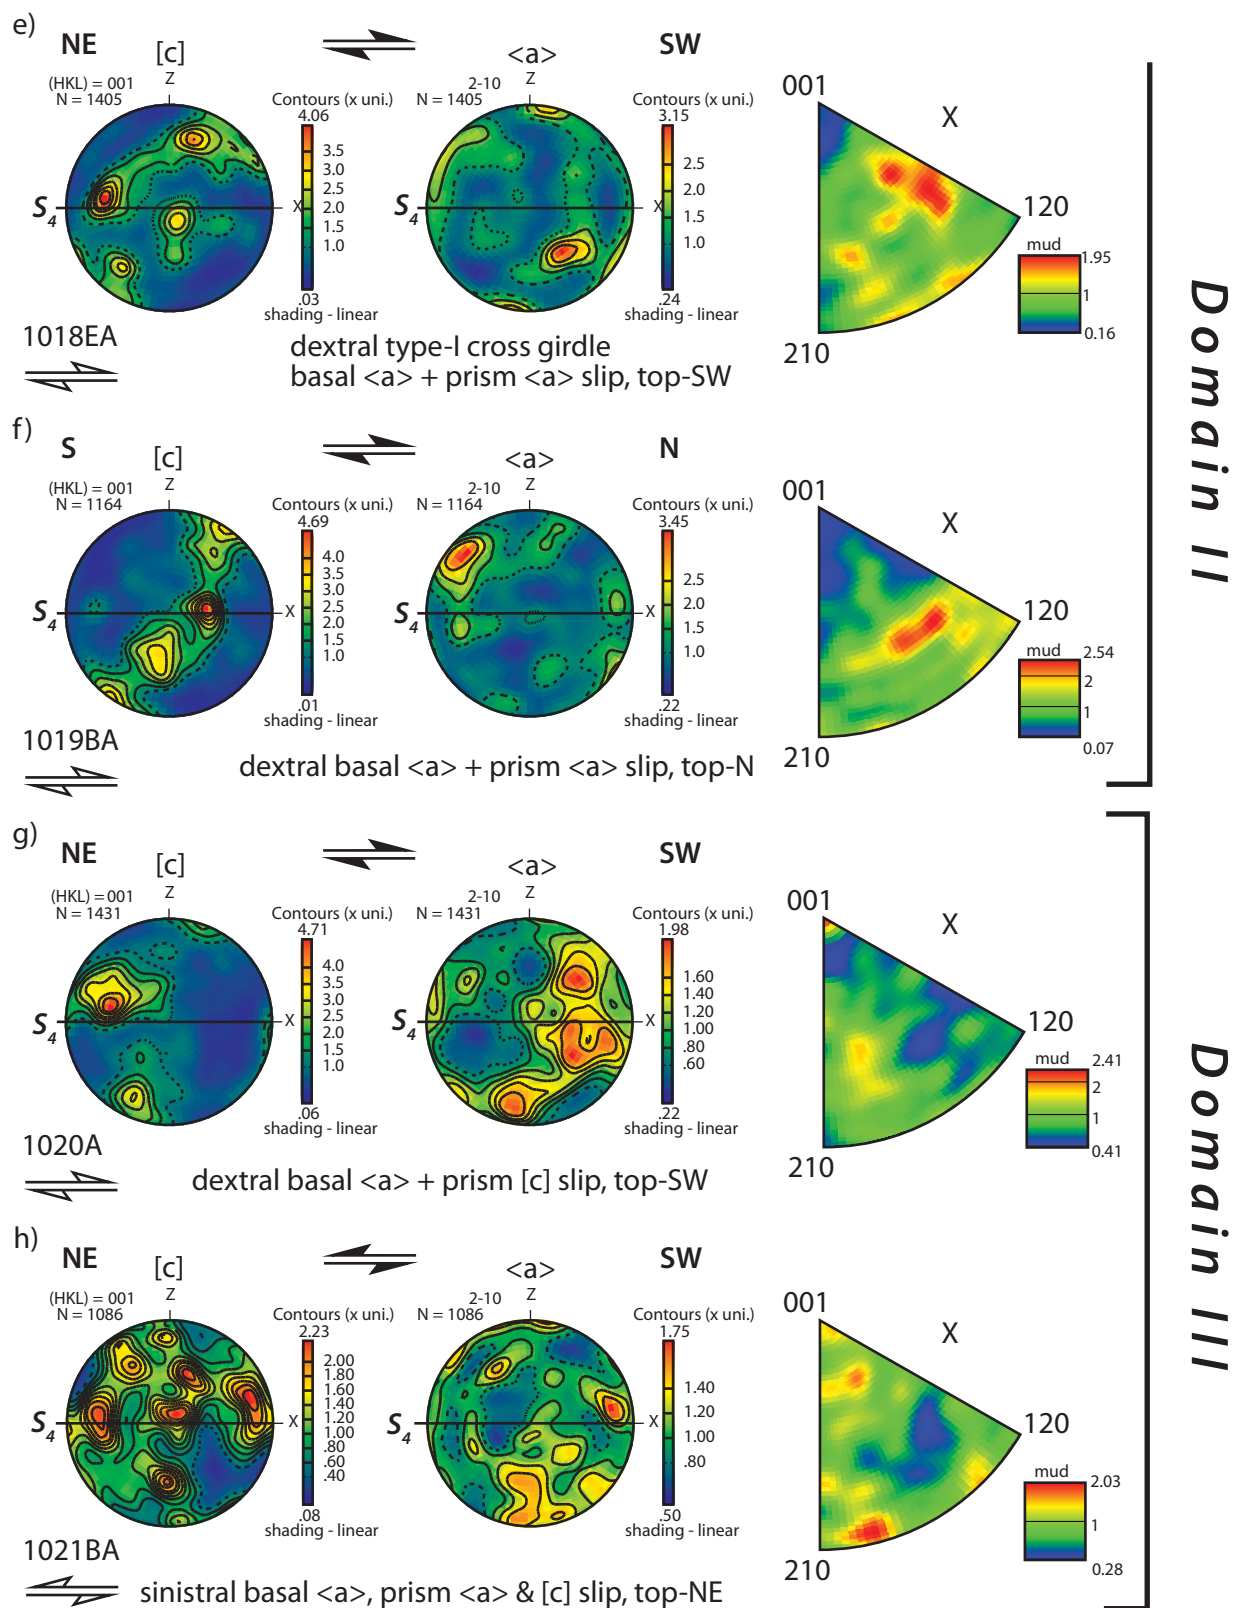 e)
NE
[c]
<a>
SW
(HKL) = 001
N = 1405
Z
Contours (x uni.)
4.06
3.5
3.0
2.5
2.0
1.5
1.0
.03
shading - linear
S4
X
2-10
N = 1405
Z
Contours (x uni.)
3.15
2.5
2.0
1.5
1.0
.24
shading - linear
S4
X
001
X
120
210
mud
1.95
1
0.16
1018EA
dextral type-I cross girdle
basal <a> + prism <a> slip, top-SW
Domain II
f)
S
[c]
<a>
N
(HKL) = 001
N = 1164
Z
Contours (x uni.)
4.69
4.0
3.5
3.0
2.5
2.0
1.5
1.0
.01
shading - linear
S4
X
2-10
N = 1164
Z
Contours (x uni.)
3.45
2.5
2.0
1.5
1.0
.22
shading - linear
S4
X
001
X
120
210
mud
2.54
2
1
0.07
1019BA
dextral basal <a> + prism <a> slip, top-N
g)
NE
[c]
<a>
SW
(HKL) = 001
N = 1431
Z
Contours (x uni.)
4.71
4.0
3.5
3.0
2.5
2.0
1.5
1.0
.06
shading - linear
S4
X
2-10
N = 1431
Z
Contours (x uni.)
1.98
1.60
1.40
1.20
1.00
.80
.60
.22
shading - linear
S4
X
001
X
120
210
mud
2.41
2
1
0.41
1020A
dextral basal <a> + prism [c] slip, top-SW
Domain III
h)
NE
[c]
<a>
SW
(HKL) = 001
N = 1086
Z
Contours (x uni.)
2.23
2.00
1.80
1.60
1.40
1.20
1.00
.80
.60
.40
.08
shading - linear
S4
X
2-10
N = 1086
Z
Contours (x uni.)
1.75
1.40
1.20
1.00
.80
.50
shading - linear
S4
X
001
X
120
210
mud
2.03
1
0.28
1021BA
sinistral basal <a>, prism <a> & [c] slip, top-NE